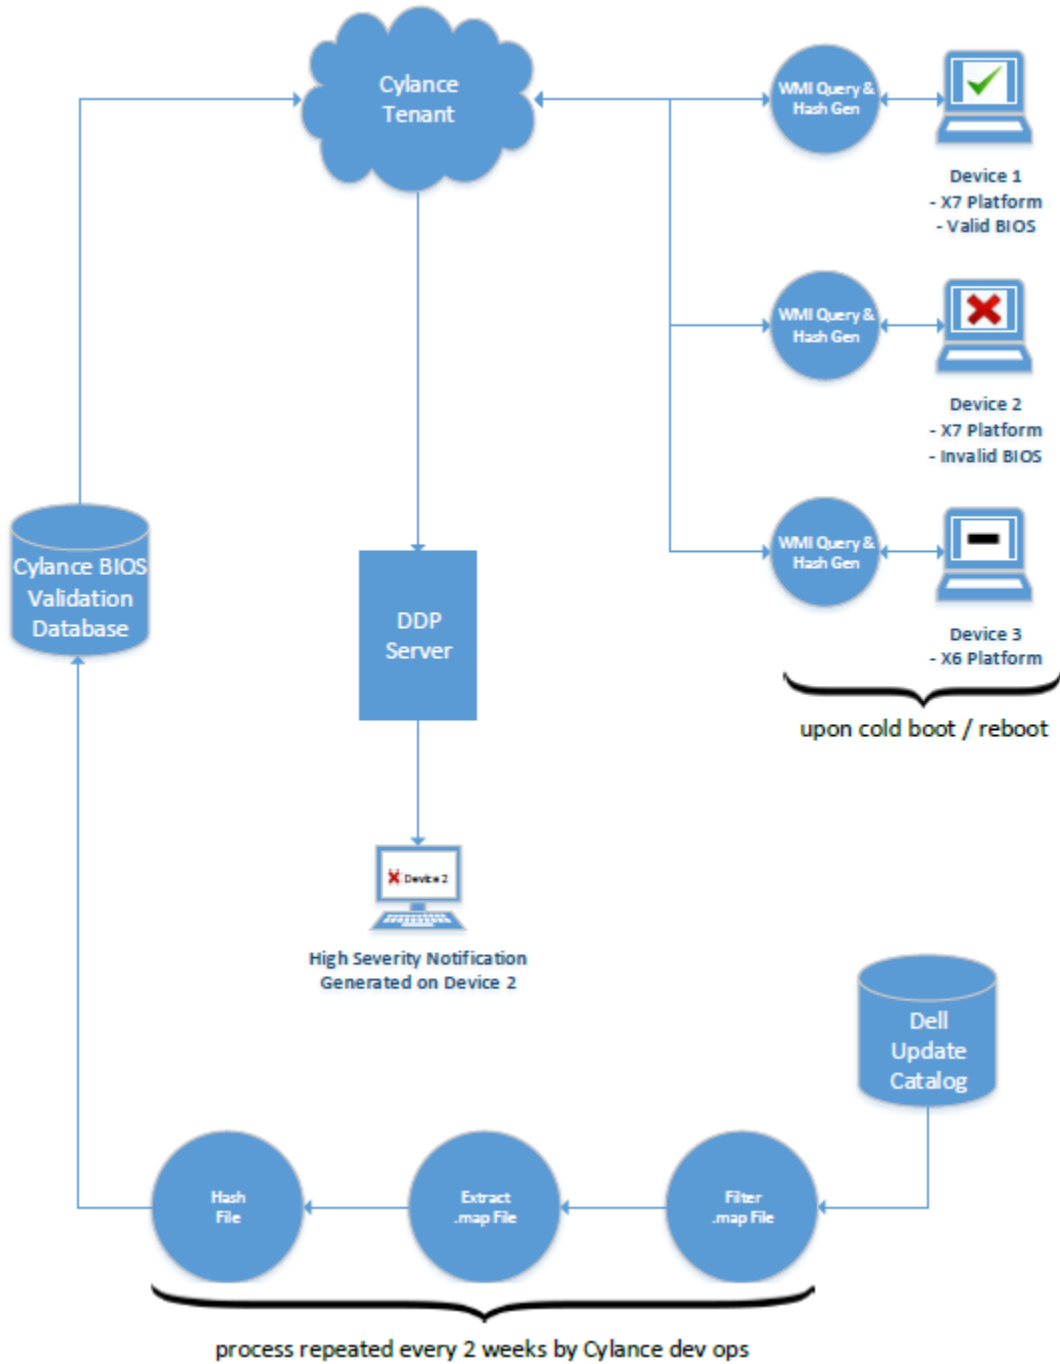 Cylance
Tenant
WMI Query &
Hash Gen
Device 1
- X7 Platform
- Valid BIOS
WMI Query &
Hash Gen
Device 2
- X7 Platform
- Invalid BIOS
Cylance BIOS
Validation
Database
DDP
Server
WMI Query &
Hash Gen
Device 3
- X6 Platform
upon cold boot / reboot
Device 2
High Severity Notification
Generated on Device 2
Dell
Update
Catalog
Hash
File
Extract
.map File
Filter
.map File
process repeated every 2 weeks by Cylance dev ops